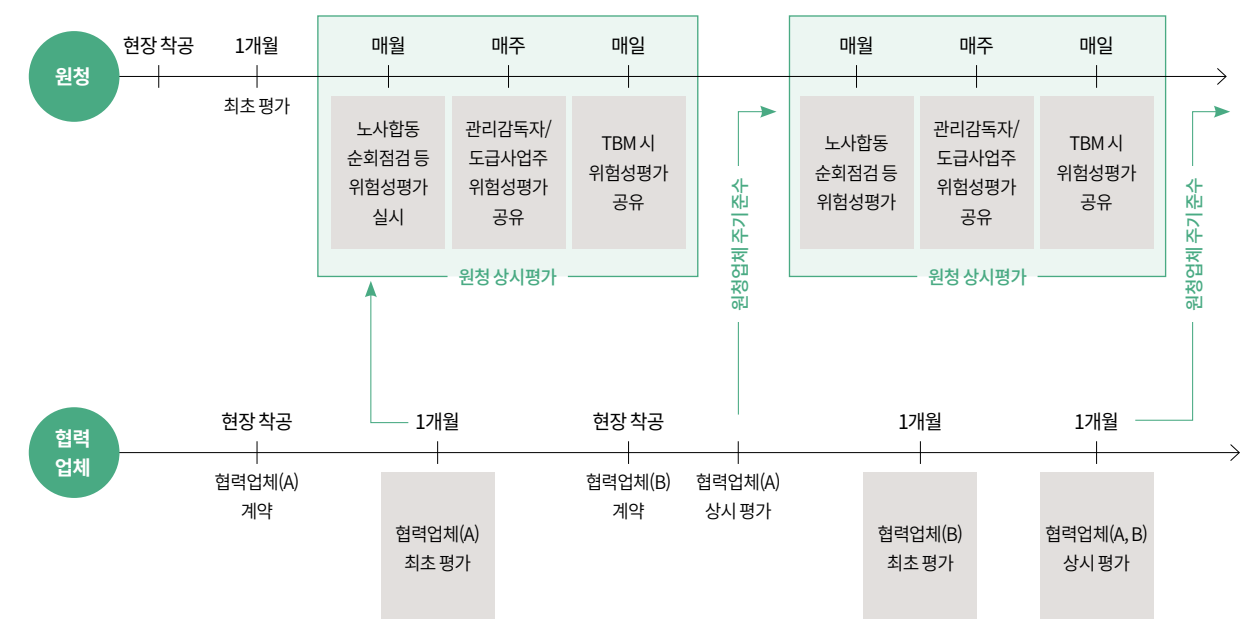 원청
현장 착공
1개월
최초 평가
매월
매주
매일
노사합동
순회점검 등
위험성평가
실시
관리감독자/
도급사업주
위험성평가
공유
TBM 시
위험성평가
공유
원청 상시평가
원청업체 주기 준수
매월
매주
매일
노사합동
순회점검 등
위험성평가
관리감독자/
도급사업주
위험성평가
공유
TBM 시
위험성평가
공유
원청 상시평가
원청업체 주기 준수
협력
업체
현장 착공
협력업체(A)
계약
1개월
협력업체(A)
최초 평가
현장 착공
협력업체(B)
계약
협력업체(A)
상시 평가
1개월
협력업체(B)
최초 평가
1개월
협력업체(A, B)
상시 평가